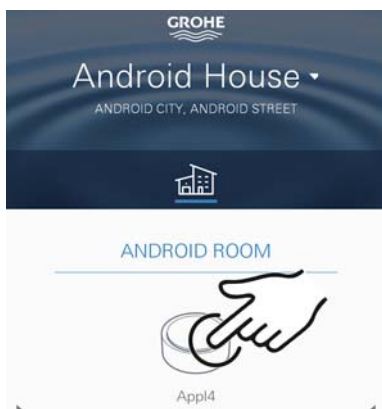 GROHE
Android House
ANDROID CITY, ANDROID STREET
ANDROID ROOM
Appl4